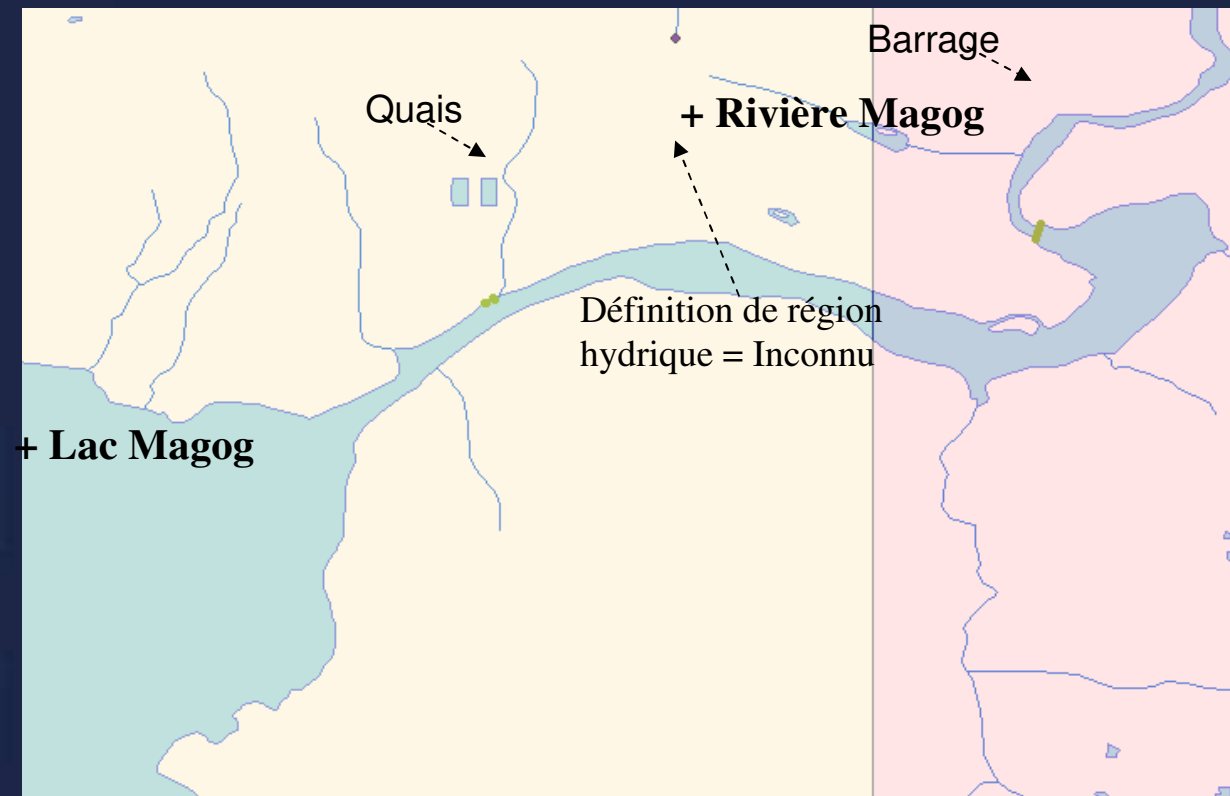 Barrage
Quais
+ Rivière Magog
Définition de région
hydrique = Inconnu
+ Lac Magog